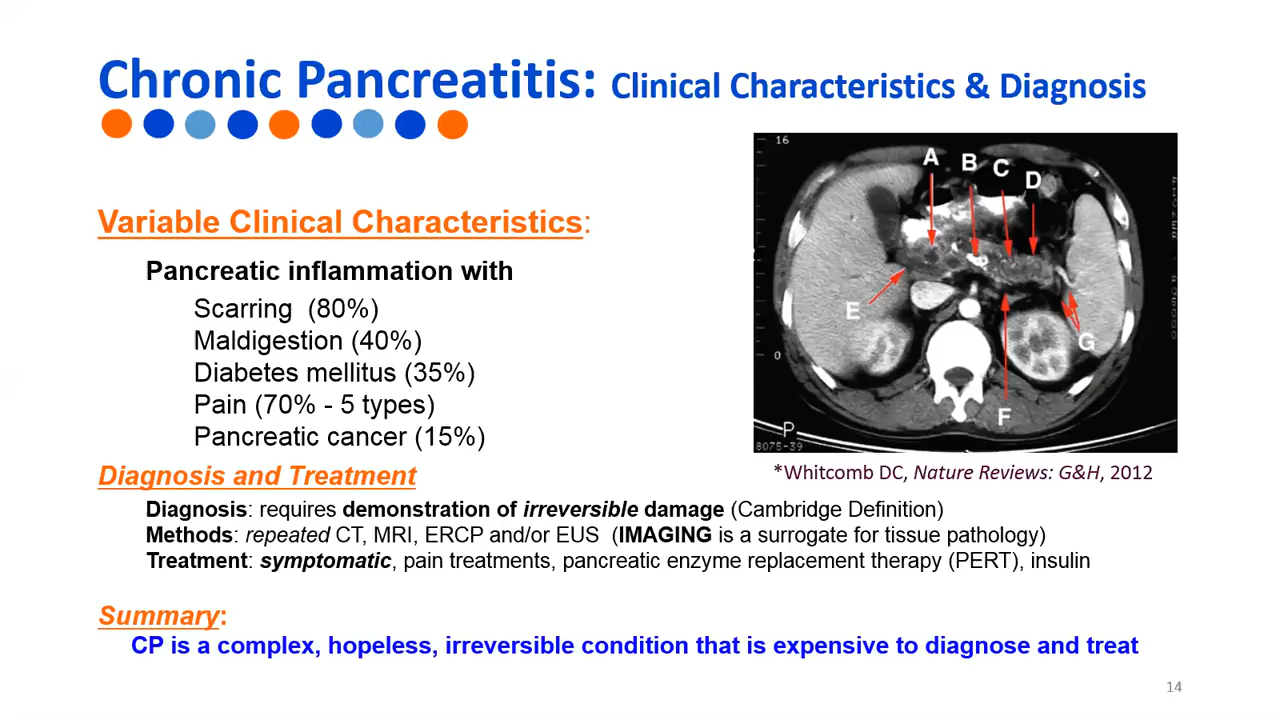 Chronic Pancreatitis: Clinical Characteristics & Diagnosis
Variable Clinical Characteristics:
Pancreatic inflammation with
Scarring (80%)
Maldigestion (40%)
Diabetes mellitus (35%)
Pain (70% - 5 types)
Pancreatic cancer (15%)
16
A
B
C
D
E
0
G
F
P
8075-39
*Whitcomb DC, Nature Reviews: G&H, 2012
Diagnosis and Treatment
Diagnosis: requires demonstration of irreversible damage (Cambridge Definition)
Methods: repeated CT, MRI, ERCP and/or EUS (IMAGING is a surrogate for tissue pathology)
Treatment: symptomatic, pain treatments, pancreatic enzyme replacement therapy (PERT), insulin
Summary:
CP is a complex, hopeless, irreversible condition that is expensive to diagnose and treat
14